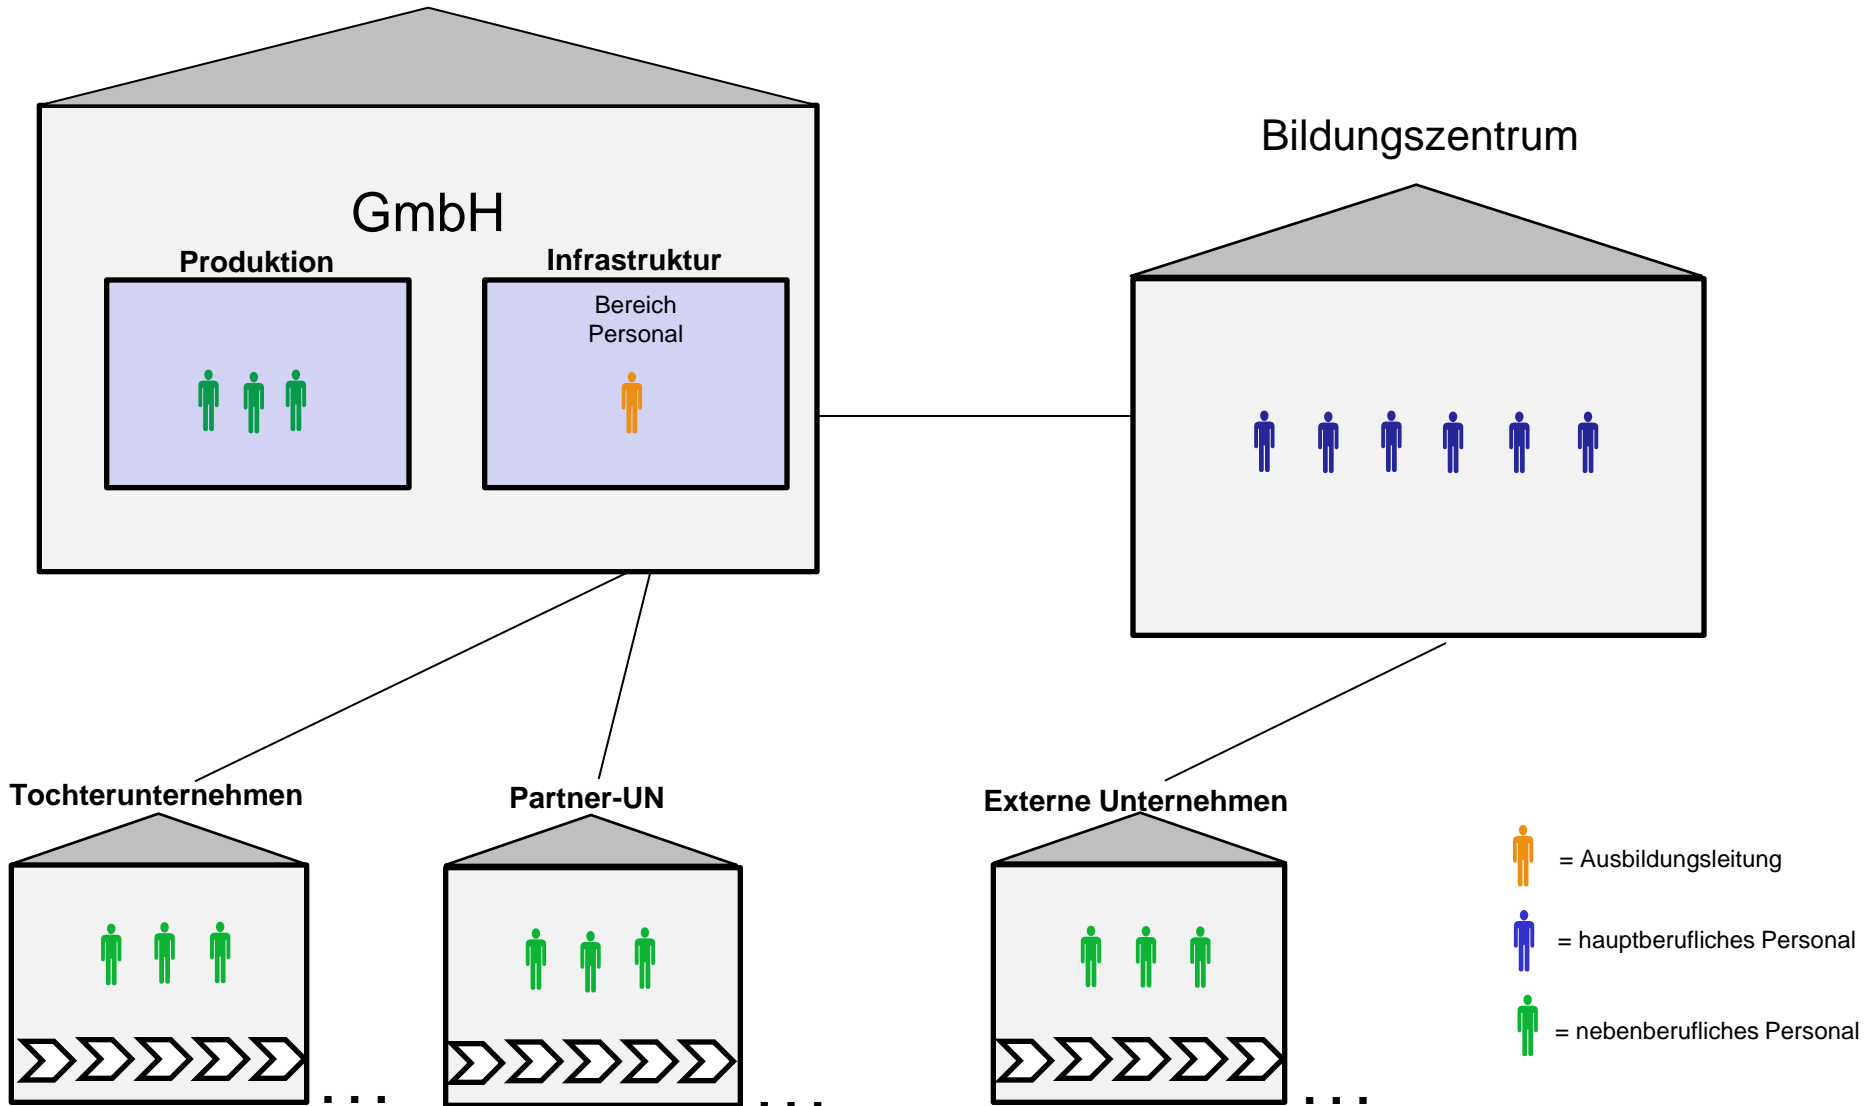 Bildungszentrum
GmbH
Produktion
Infrastruktur
Bereich
Personal
Tochterunternehmen
Partner-UN
Externe Unternehmen
= Ausbildungsleitung
= hauptberufliches Personal
= nebenberufliches Personal
. . .
. . .
. . .